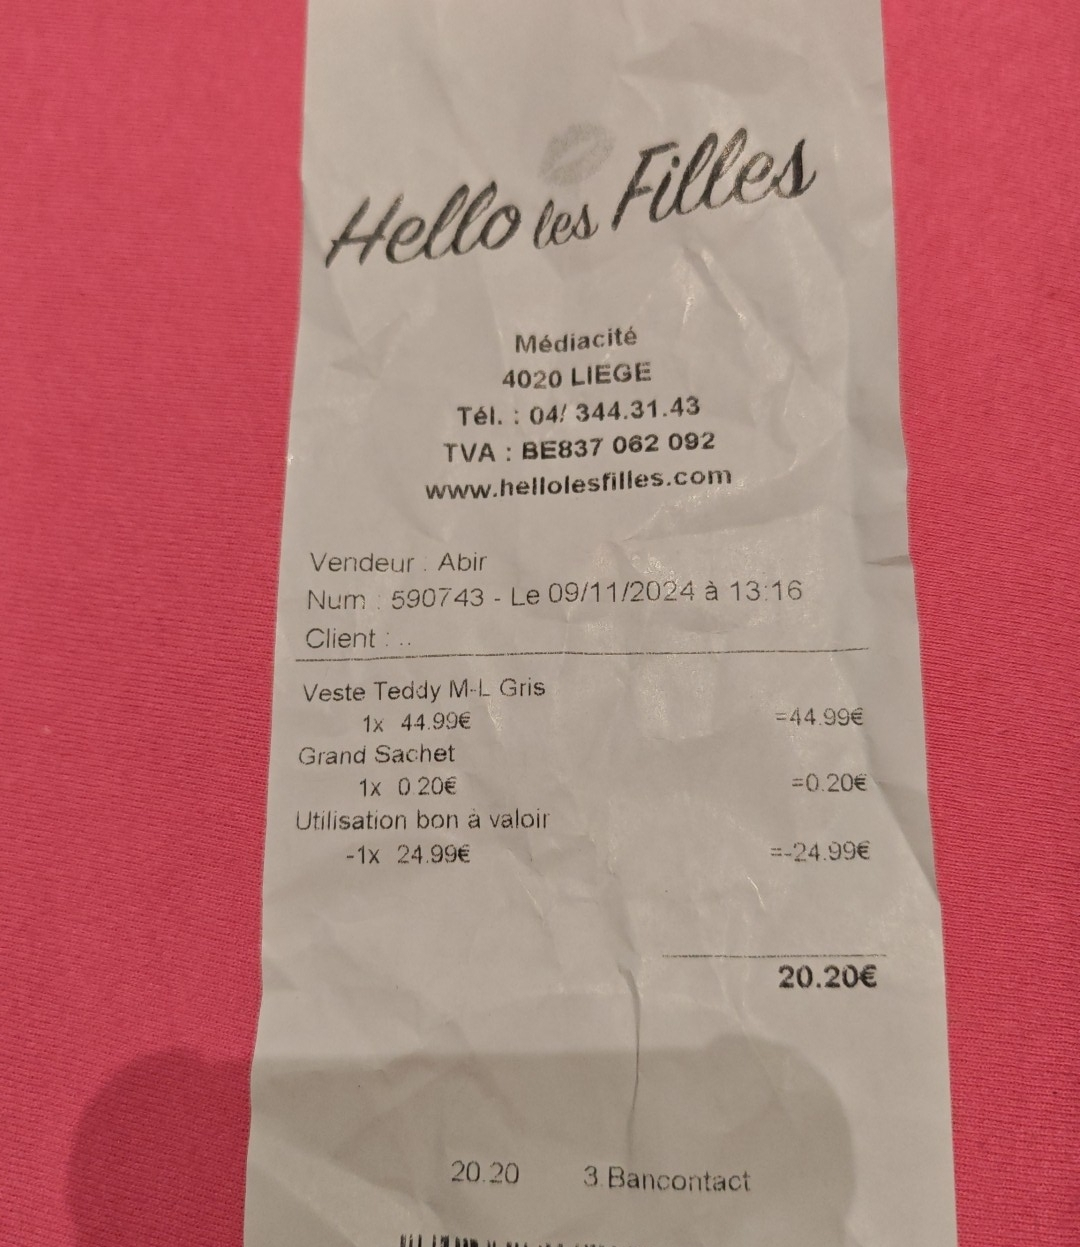 Hello les Filles
Médiacité
4020 LIEGE
Tél. : 04/ 344.31.43
TVA : BE837 062 092
www.hellolesfilles.com
Vendeur : Abir
Num : 590743 - Le 09/11/2024 à 13:16
Client : ..
Veste Teddy M-L Gris
1x 44.99€ =44.99€
Grand Sachet
1x 0.20€ =0.20€
Utilisation bon à valoir
-1x 24.99€ =-24.99€
20.20€
20.20 3.Bancontact